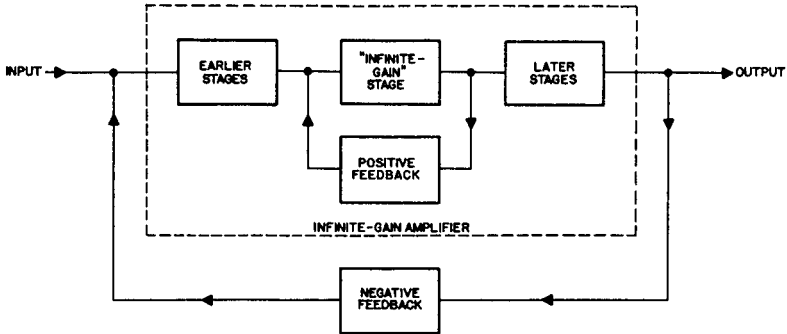 INPUT
EARLIER
STAGES
"INFINITE-
GAIN"
STAGE
LATER
STAGES
OUTPUT
POSITIVE
FEEDBACK
INFINITE-GAIN AMPLIFIER
NEGATIVE
FEEDBACK